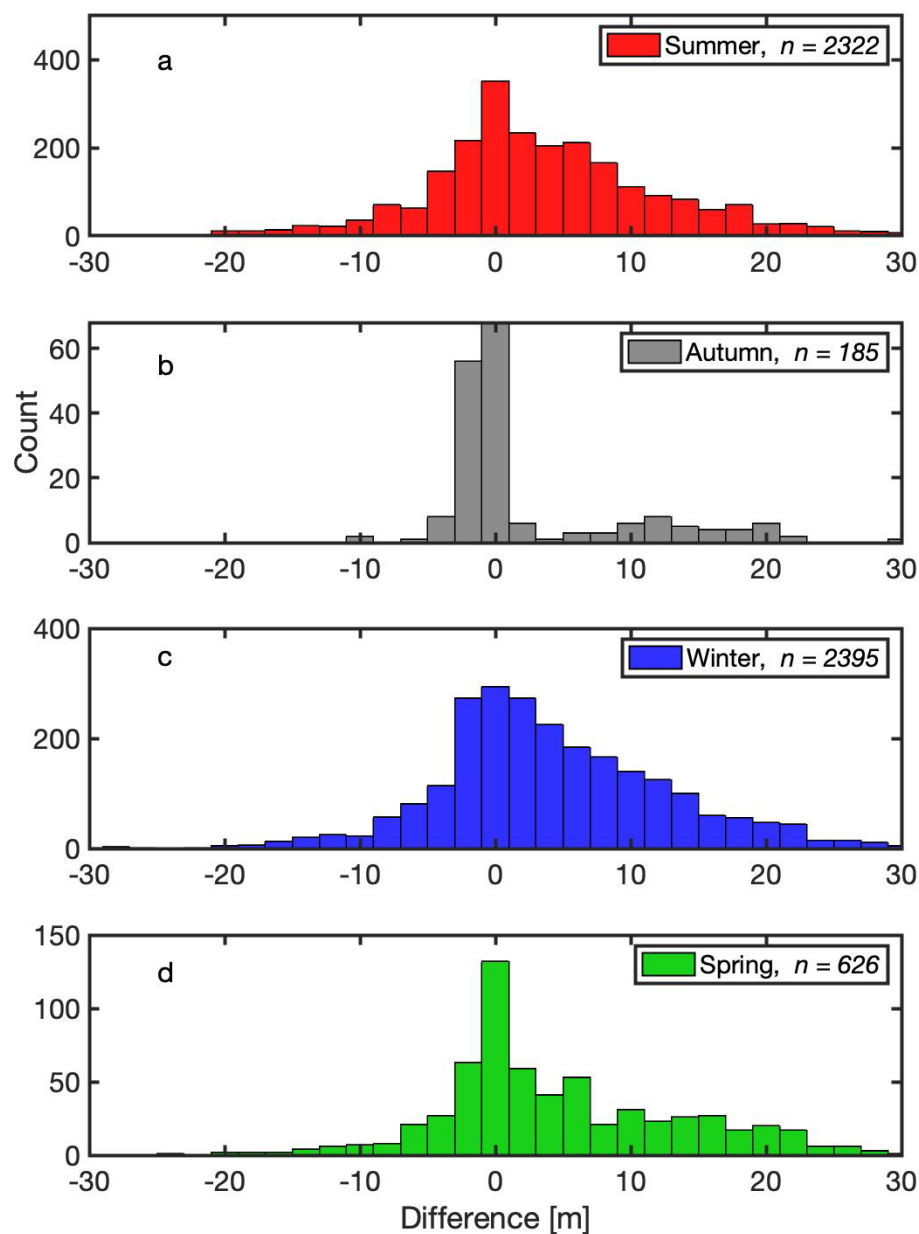 a
Summer, n = 2322
400
200
0
-30 -20 -10 0 10 20 30
b
Autumn, n = 185
60
40
20
0
-30 -20 -10 0 10 20 30
Count
c
Winter, n = 2395
400
200
0
-30 -20 -10 0 10 20 30
d
Spring, n = 626
150
100
50
0
-30 -20 -10 0 10 20 30
Difference [m]